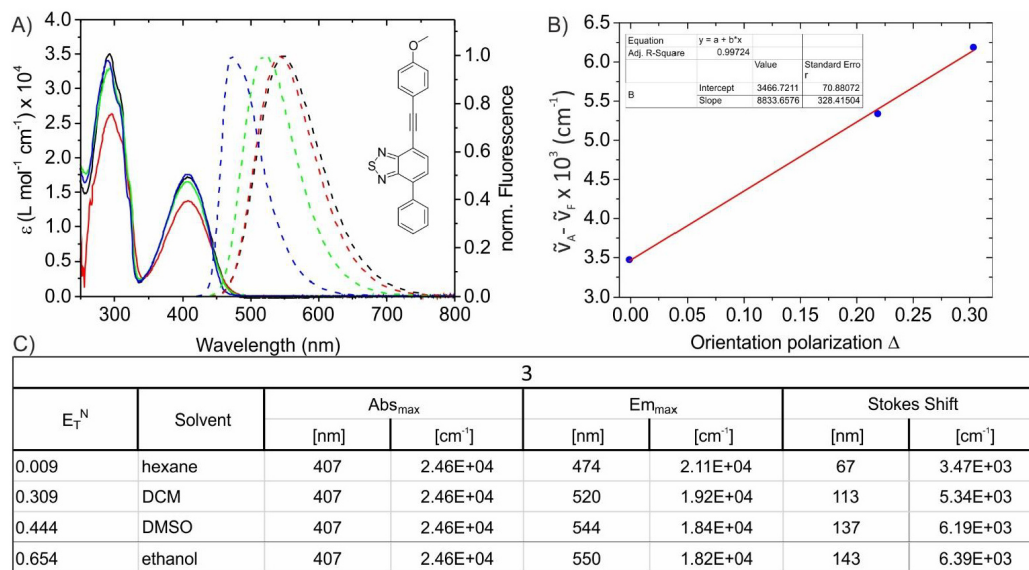 A)
4.0
3.5
3.0
2.5
2.0
1.5
1.0
0.5
0.0
ε (L mol⁻¹ cm⁻¹) x 10⁴
300 400 500 600 700 800
Wavelength (nm)
1.0
0.8
0.6
0.4
0.2
0.0
norm. Fluorescence
O
N
S
N
B)
6.5
6.0
5.5
5.0
4.5
4.0
3.5
3.0
ṽA- ṽF x 10³ (cm⁻¹)
Equation y = a + b*x
Adj. R-Square 0.99724
Value Standard Erro
r
B Intercept 3466.7211 70.88072
Slope 8833.6576 328.41504
0.00 0.05 0.10 0.15 0.20 0.25 0.30
Orientation polarization Δ
C)
3
E_T^N Solvent Abs_max Em_max Stokes Shift
[nm] [cm⁻¹] [nm] [cm⁻¹] [nm] [cm⁻¹]
0.009 hexane 407 2.46E+04 474 2.11E+04 67 3.47E+03
0.309 DCM 407 2.46E+04 520 1.92E+04 113 5.34E+03
0.444 DMSO 407 2.46E+04 544 1.84E+04 137 6.19E+03
0.654 ethanol 407 2.46E+04 550 1.82E+04 143 6.39E+03